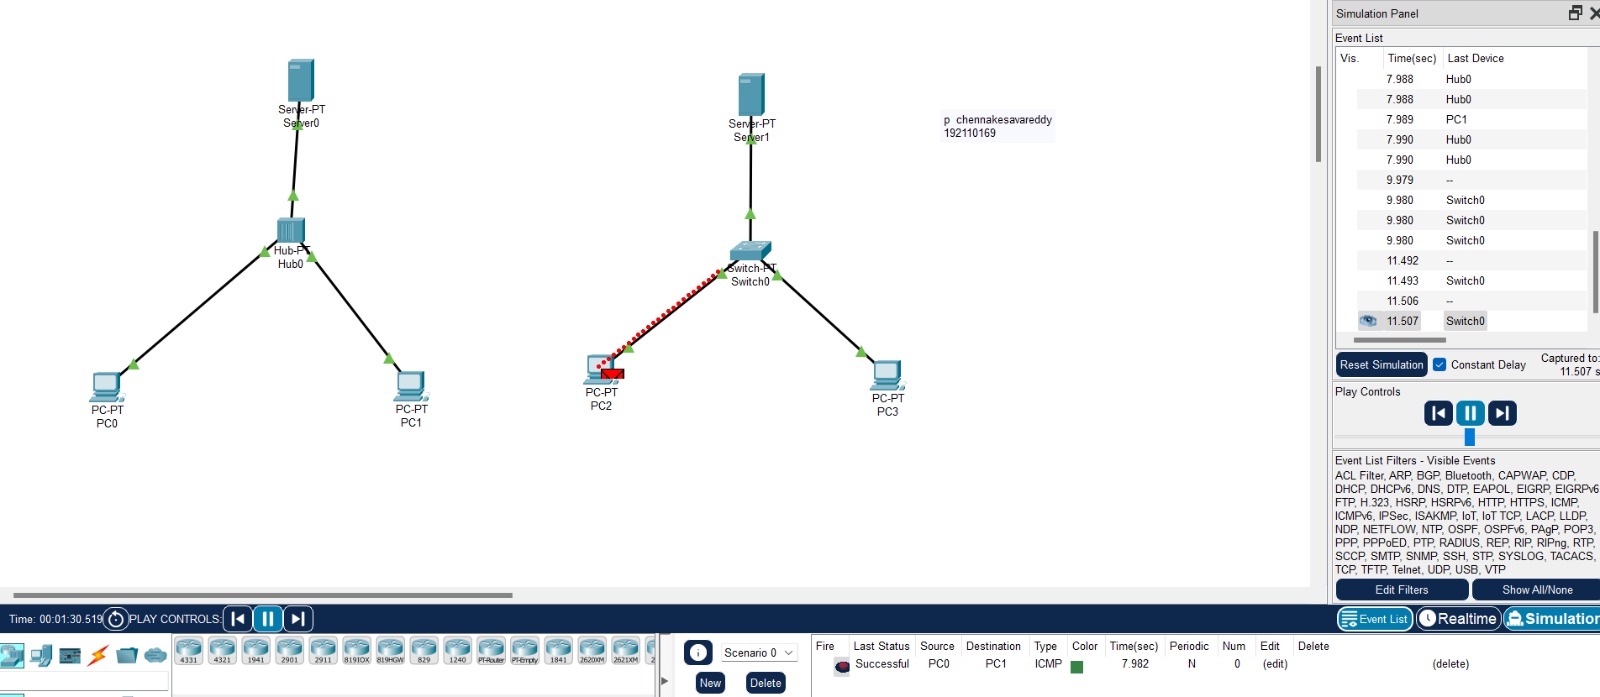 Server-PT
Server0
Hub-PT
Hub0
PC-PT
PC0
PC-PT
PC1
Server-PT
Server1
Switch-PT
Switch0
PC-PT
PC2
PC-PT
PC3
p chennakesavareddy
192110169
Simulation Panel
Event List
Vis. Time(sec) Last Device
7.988 Hub0
7.988 Hub0
7.989 PC1
7.990 Hub0
7.990 Hub0
9.979 --
9.980 Switch0
9.980 Switch0
9.980 Switch0
11.492 --
11.493 Switch0
11.506 --
11.507 Switch0
Reset Simulation Constant Delay Captured to:
11.507 s
Play Controls
Event List Filters - Visible Events
ACL Filter, ARP, BGP, Bluetooth, CAPWAP, CDP,
DHCP, DHCPv6, DNS, DTP, EAPOL, EIGRP, EIGRPv6
FTP, H.323, HSRP, HSRPv6, HTTP, HTTPS, ICMP,
ICMPv6, IPSec, ISAKMP, IoT, IoT TCP, LACP, LLDP,
NDP, NETFLOW, NTP, OSPF, OSPFv6, PAgP, POP3,
PPP, PPPoED, PTP, RADIUS, REP, RIP, RIPng, RTP,
SCCP, SMTP, SNMP, SSH, STP, SYSLOG, TACACS,
TCP, TFTP, Telnet, UDP, USB, VTP
Edit Filters Show All/None
Time: 00:01:30.519 PLAY CONTROLS: Event List Realtime Simulation
4331 4321 1941 2901 2911 819IOX 819HGW 829 1240 PT-Router PT-Empty 1841 2620XM 2621XM 2
Scenario 0
New Delete
Fire Last Status Source Destination Type Color Time(sec) Periodic Num Edit Delete
Successful PC0 PC1 ICMP 7.982 N 0 (edit) (delete)